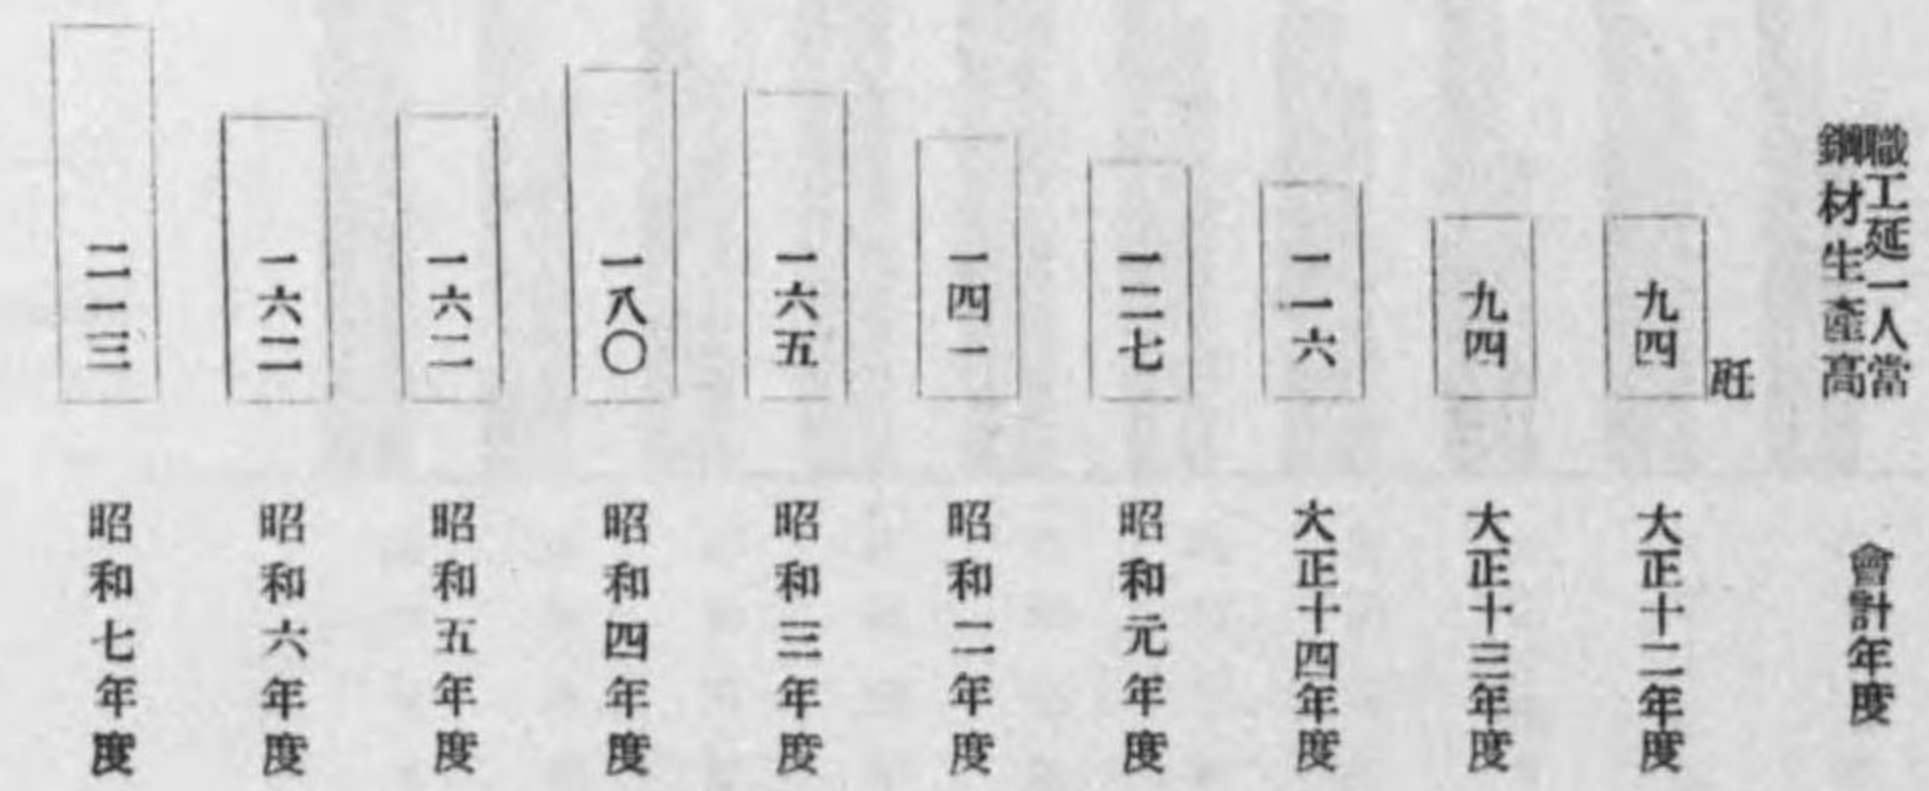 職工延一人當
鋼材生產高
會計年度
瓩
九四
大正十二年度
九四
大正十三年度
一一六
大正十四年度
一二七
昭和元年度
一四一
昭和二年度
一六五
昭和三年度
一八〇
昭和四年度
一六二
昭和五年度
一六二
昭和六年度
二一三
昭和七年度